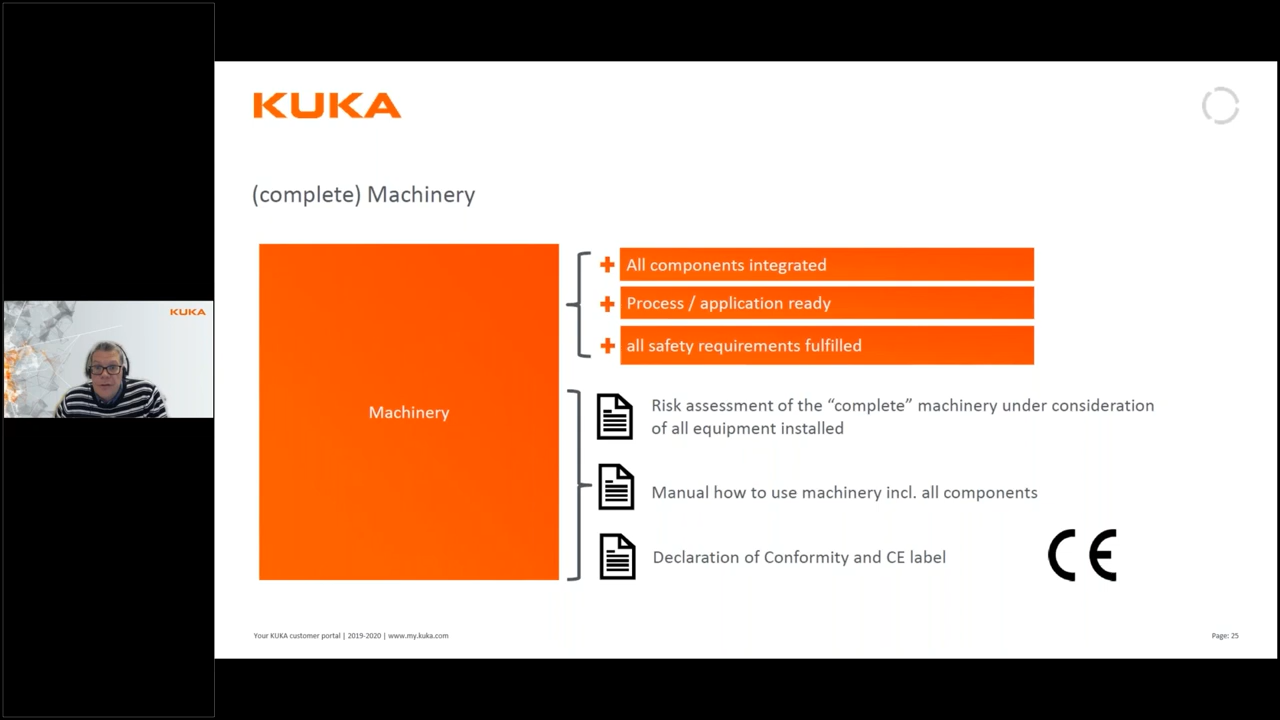 KUKA
(complete) Machinery
Machinery
All components integrated
Process / application ready
all safety requirements fulfilled
Risk assessment of the “complete” machinery under consideration
of all equipment installed
Manual how to use machinery incl. all components
Declaration of Conformity and CE label
CE
Your KUKA customer portal | 2019-2020 | www.my.kuka.com
Page: 25
KUKA